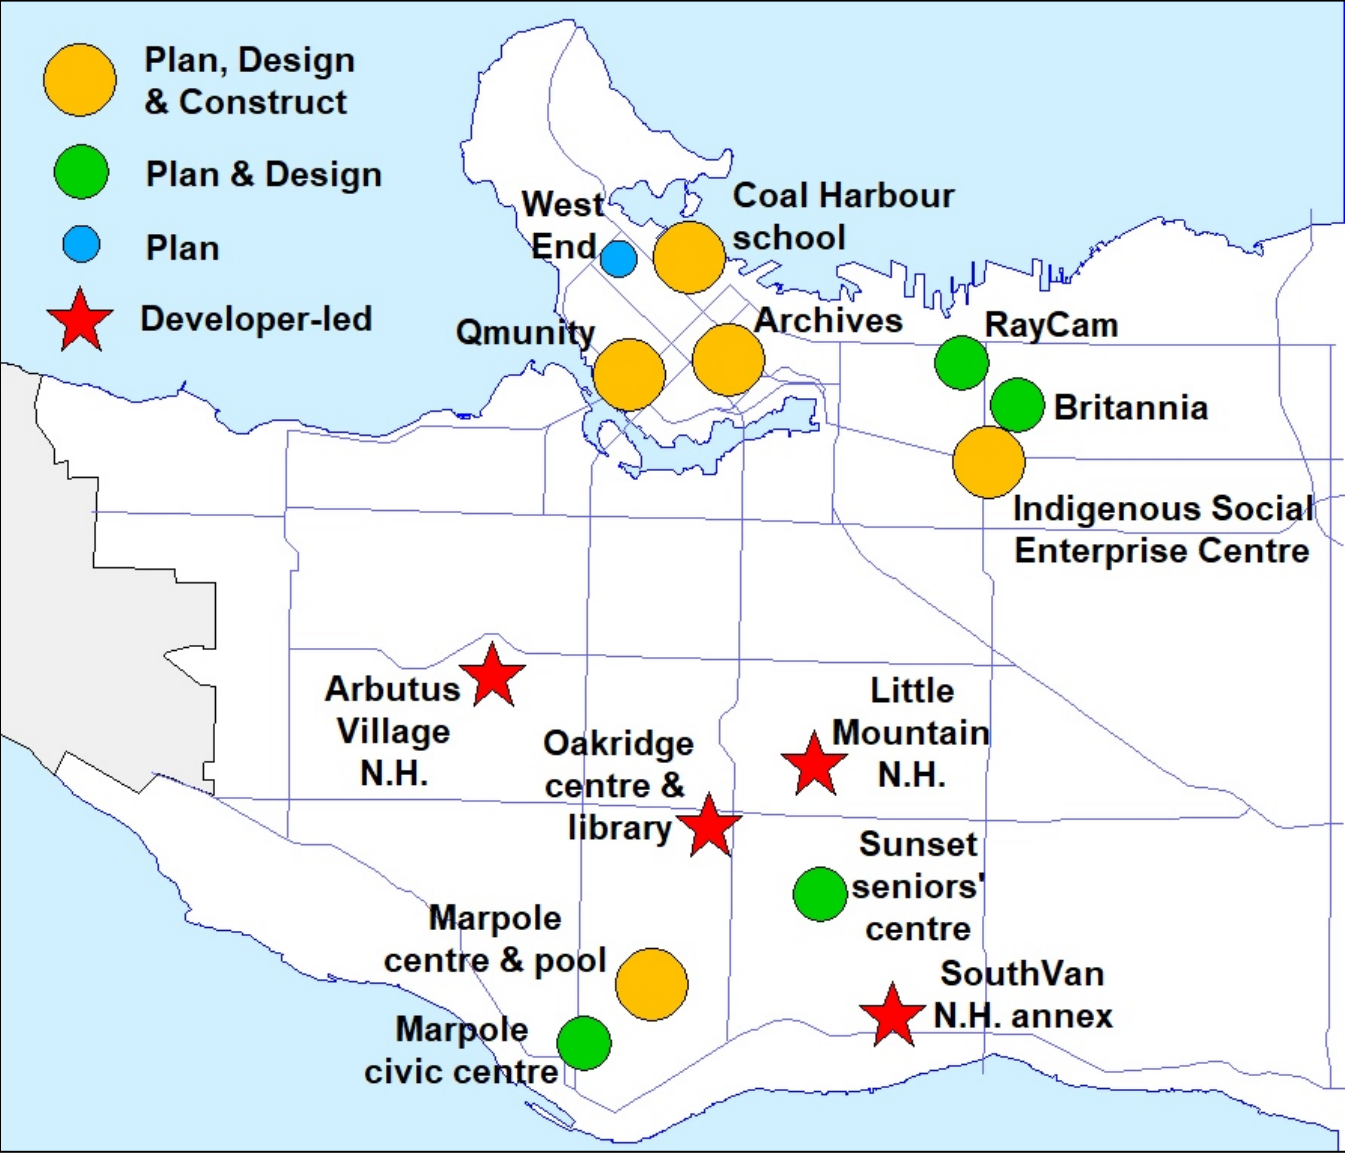 Plan, Design
& Construct
Plan & Design
Plan
Developer-led
West
End
Coal Harbour
school
Qmunity
Archives
RayCam
Britannia
Indigenous Social
Enterprise Centre
Arbutus
Village
N.H.
Oakridge
centre &
library
Little
Mountain
N.H.
Sunset
seniors'
centre
Marpole
centre & pool
SouthVan
N.H. annex
Marpole
civic centre